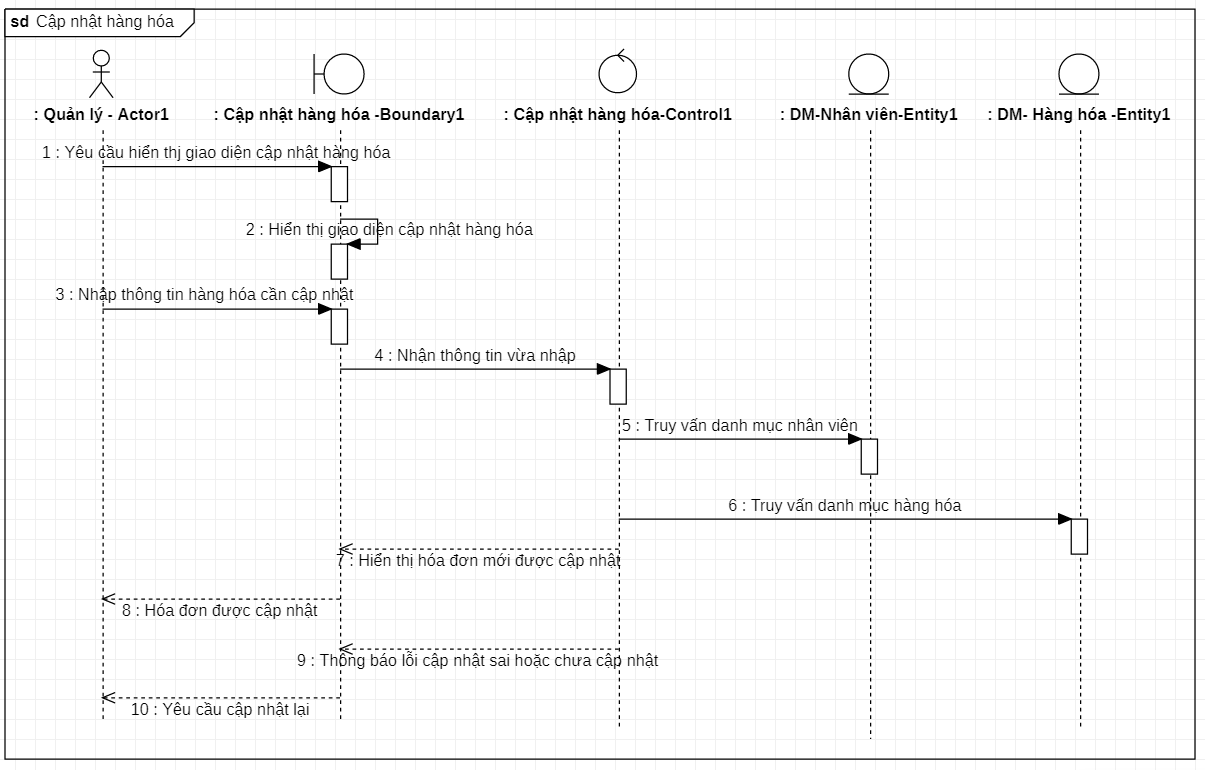 sd Cập nhật hàng hóa
: Quản lý - Actor1
: Cập nhật hàng hóa -Boundary1
: Cập nhật hàng hóa-Control1
: DM-Nhân viên-Entity1
: DM- Hàng hóa -Entity1
1 : Yêu cầu hiển thị giao diện cập nhật hàng hóa
2 : Hiển thị giao diện cập nhật hàng hóa
3 : Nhập thông tin hàng hóa cần cập nhật
4 : Nhận thông tin vừa nhập
5 : Truy vấn danh mục nhân viên
6 : Truy vấn danh mục hàng hóa
7 : Hiển thị hóa đơn mới được cập nhật
8 : Hóa đơn được cập nhật
9 : Thông báo lỗi cập nhật sai hoặc chưa cập nhật
10 : Yêu cầu cập nhật lại